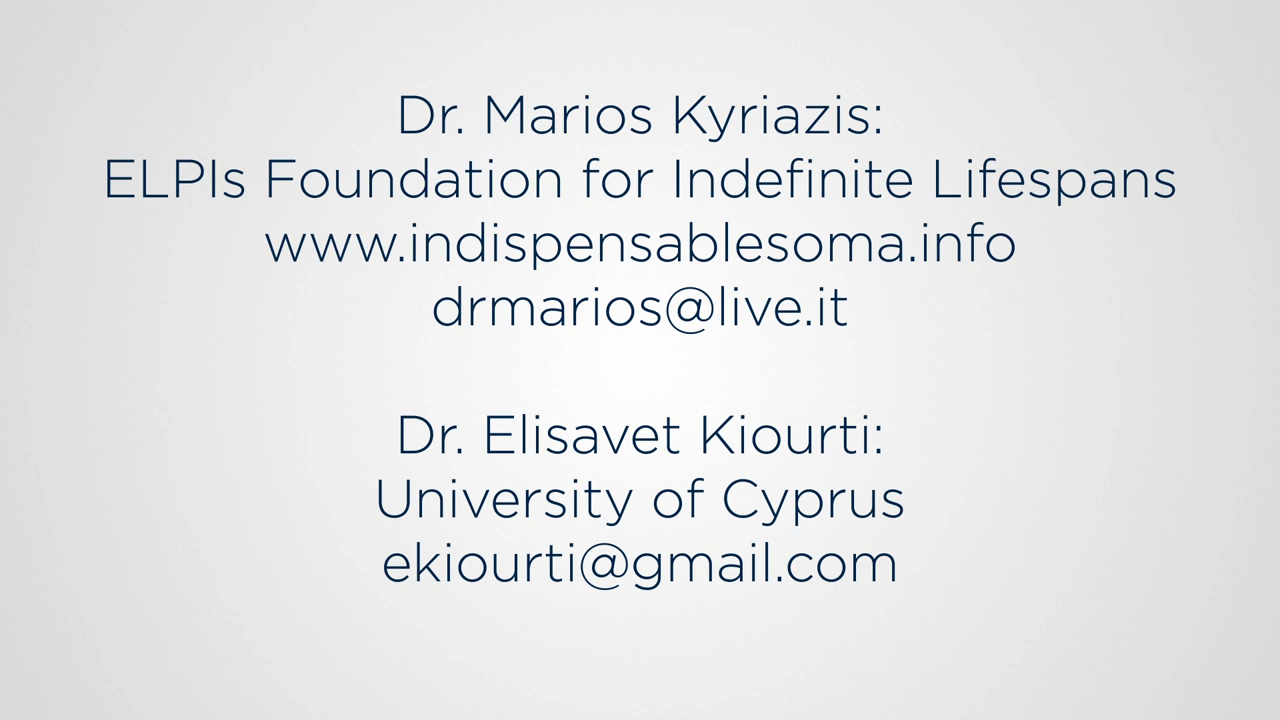 Dr. Marios Kyriazis:
ELPIs Foundation for Indefinite Lifespans
www.indispensablesoma.info
drmarios@live.it
Dr. Elisavet Kiourti:
University of Cyprus
ekiourti@gmail.com